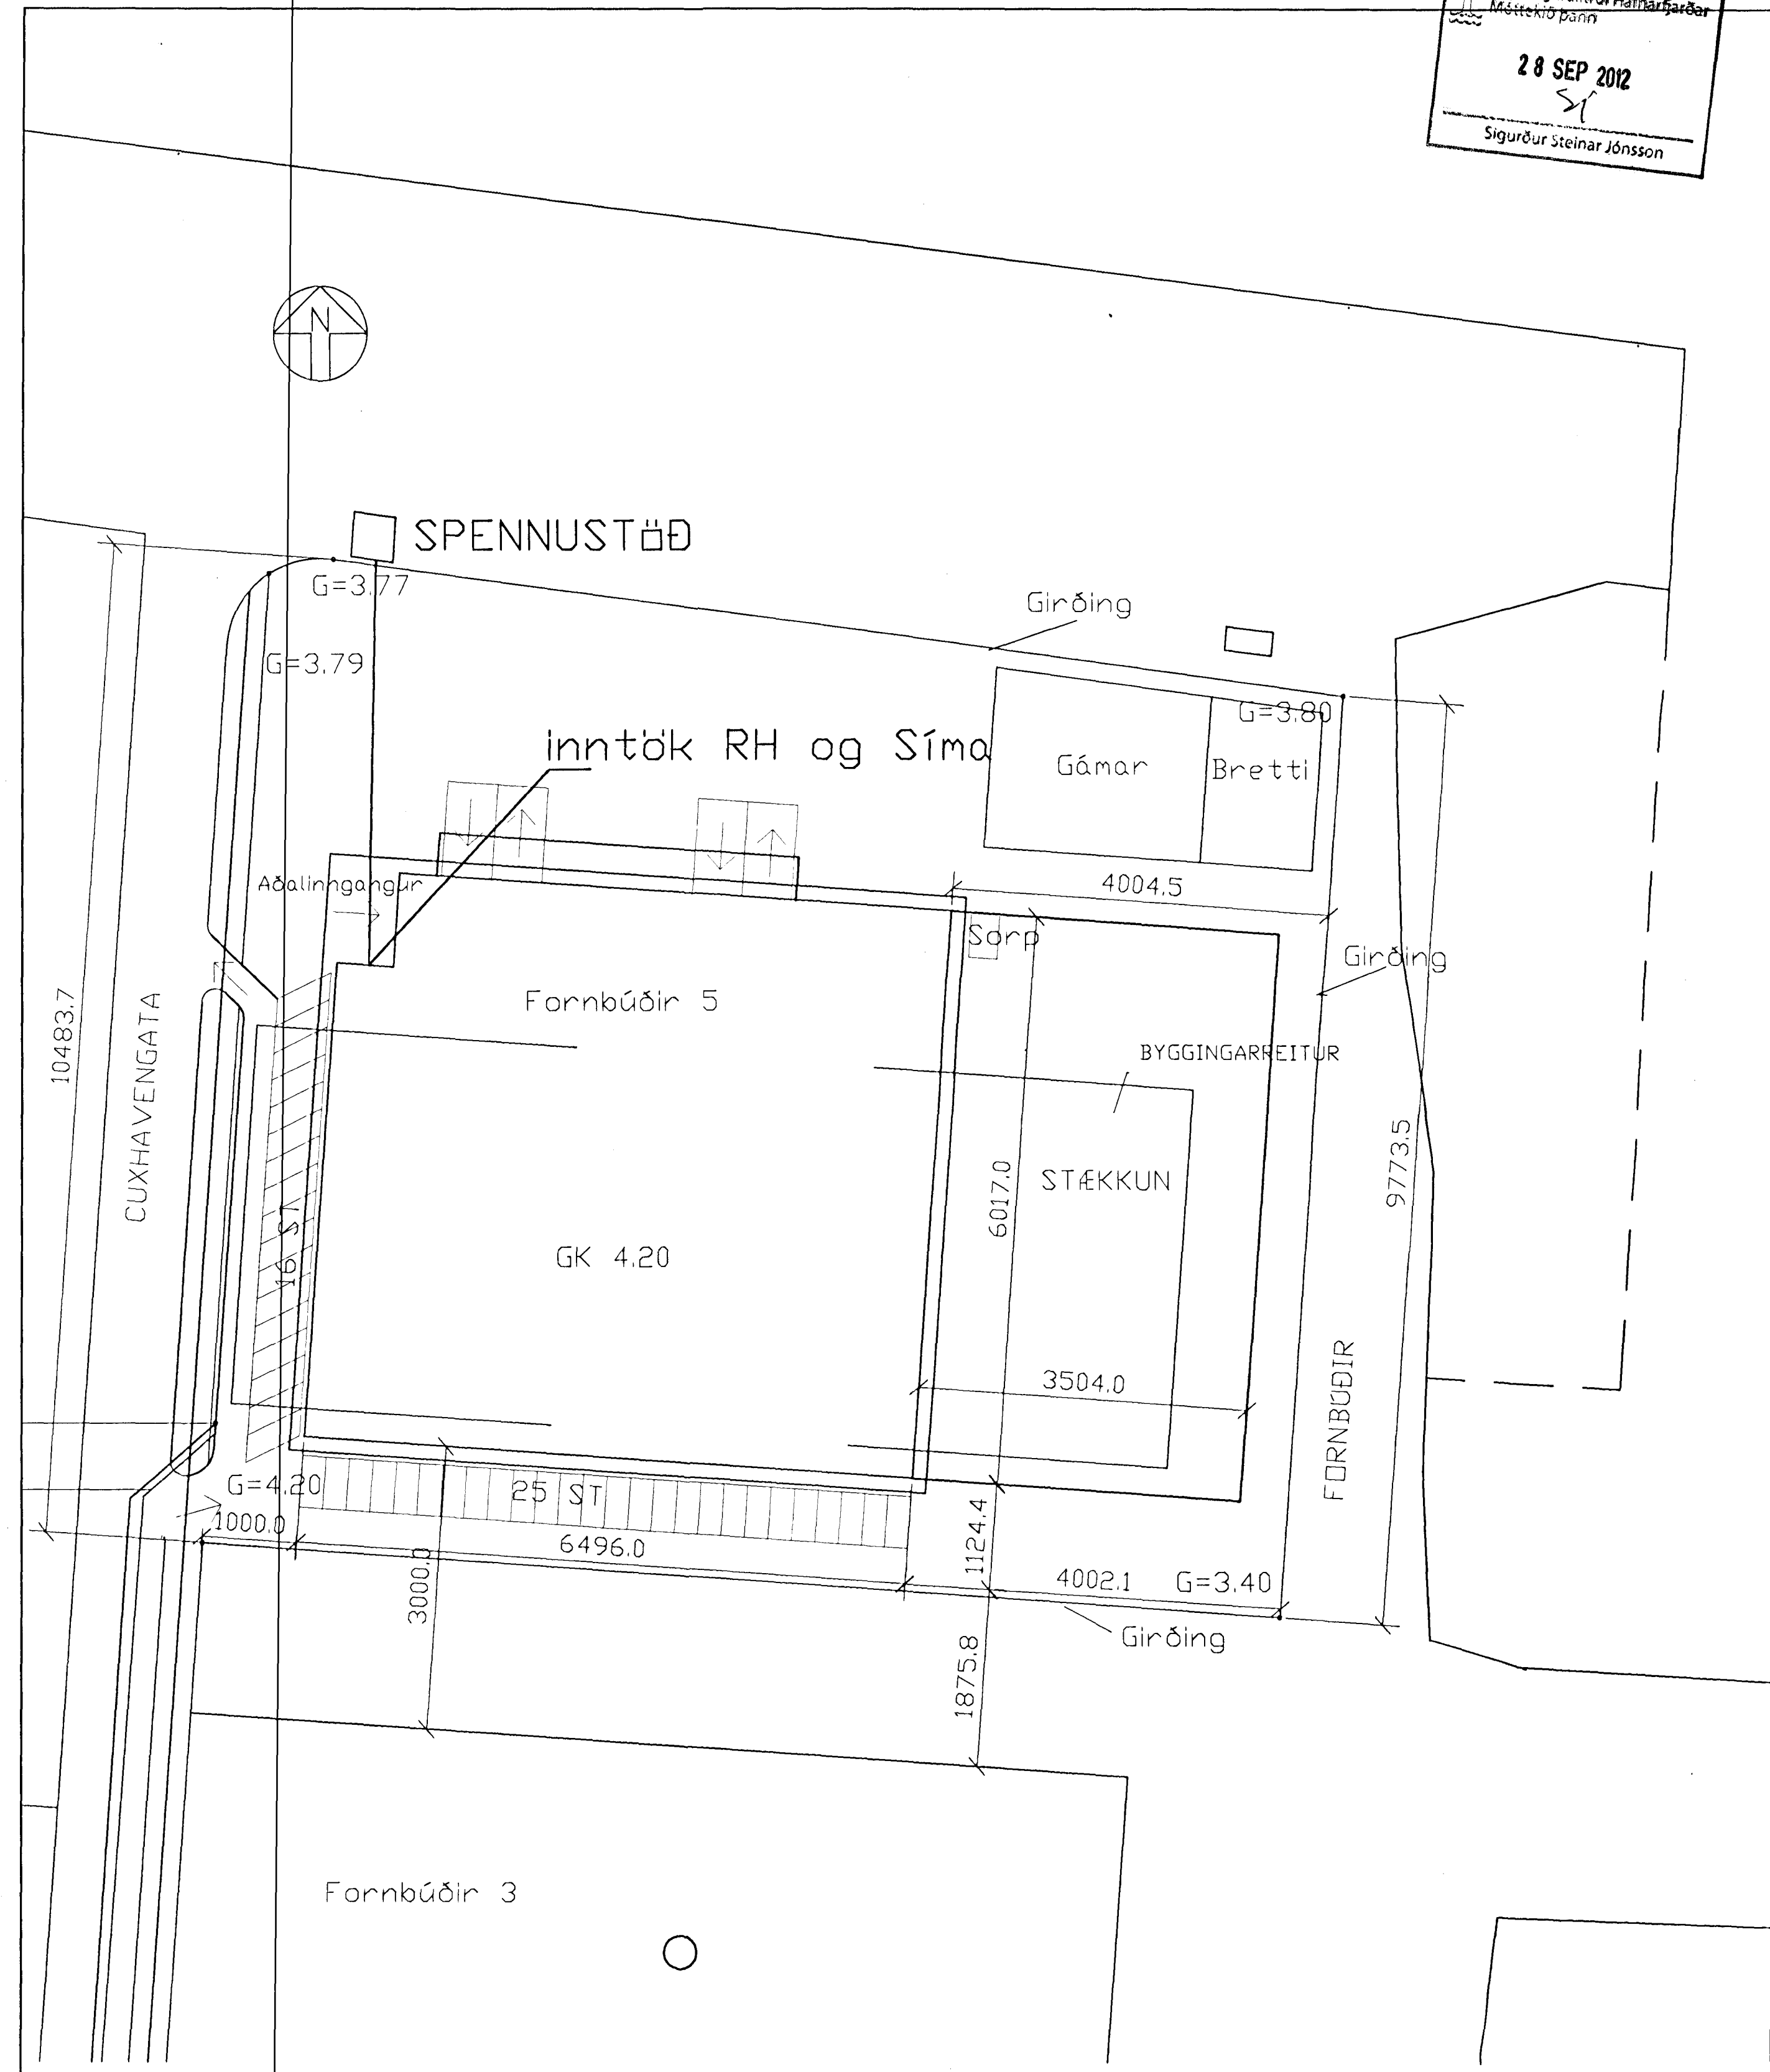 Hafnarfjarðar
Móttekið þann
28 SEP 2012
Sigurður Steinar Jónsson
N
SPENNUSTÖÐ
G=3.77
Girðing
G=3.79
G=3.80
inntök RH og Síma
Gámar
Bretti
Aðalinngangur
4004.5
Sorp
Girðing
Fornbúðir 5
10483.7
CUXHAVENGATA
BYGGINGARREITUR
9773.5
6017.0
STÆKKUN
16 ST
GK 4.20
3504.0
FORNBÚÐIR
G=4.20
25 ST
1000.0
6496.0
3000.0
1124.4
4002.1
G=3.40
Girðing
1875.8
Fornbúðir 3